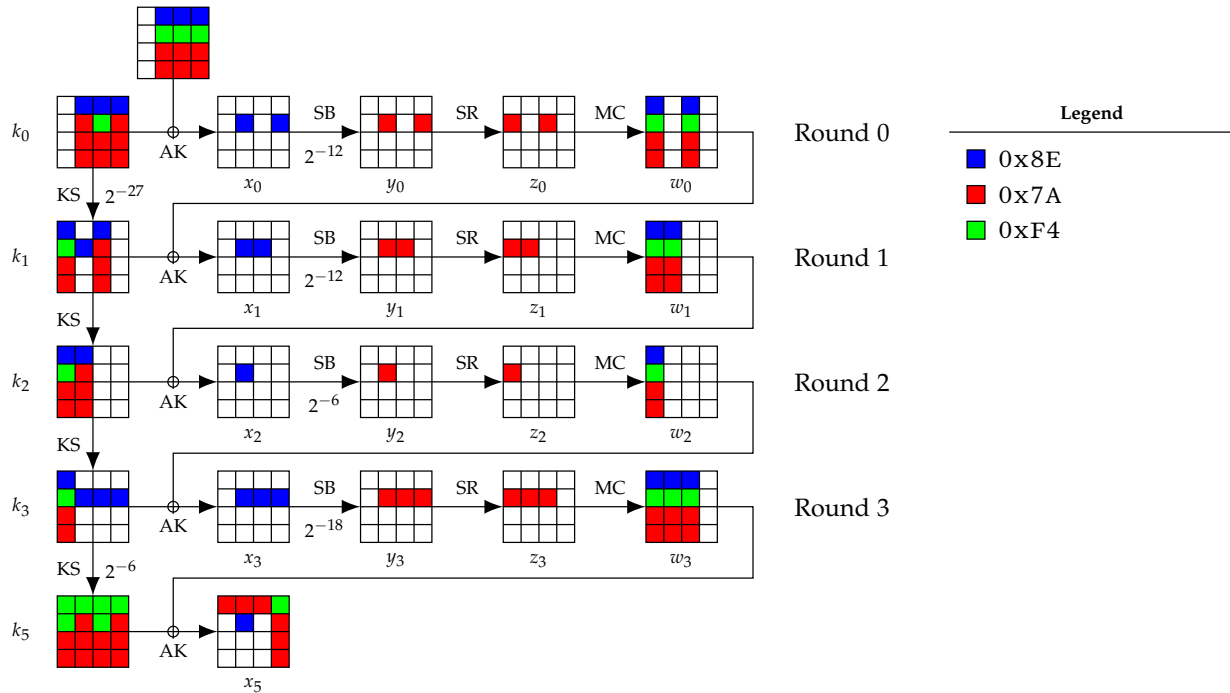 k0 AK SB 2−12 SR MC Round 0
x0 y0 z0 w0
KS 2−27
k1 AK SB 2−12 SR MC Round 1
x1 y1 z1 w1
KS
k2 AK SB 2−6 SR MC Round 2
x2 y2 z2 w2
KS
k3 AK SB 2−18 SR MC Round 3
x3 y3 z3 w3
KS 2−6
k5 AK
x5
Legend
0x8E
0x7A
0xF4